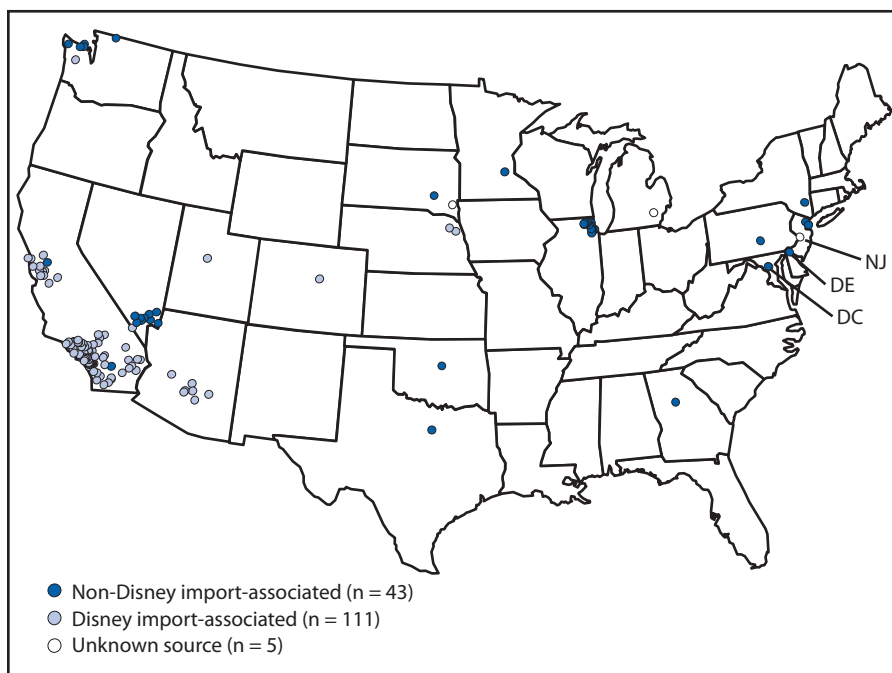 NJ
DE
DC
Non-Disney import-associated (n = 43)
Disney import-associated (n = 111)
Unknown source (n = 5)